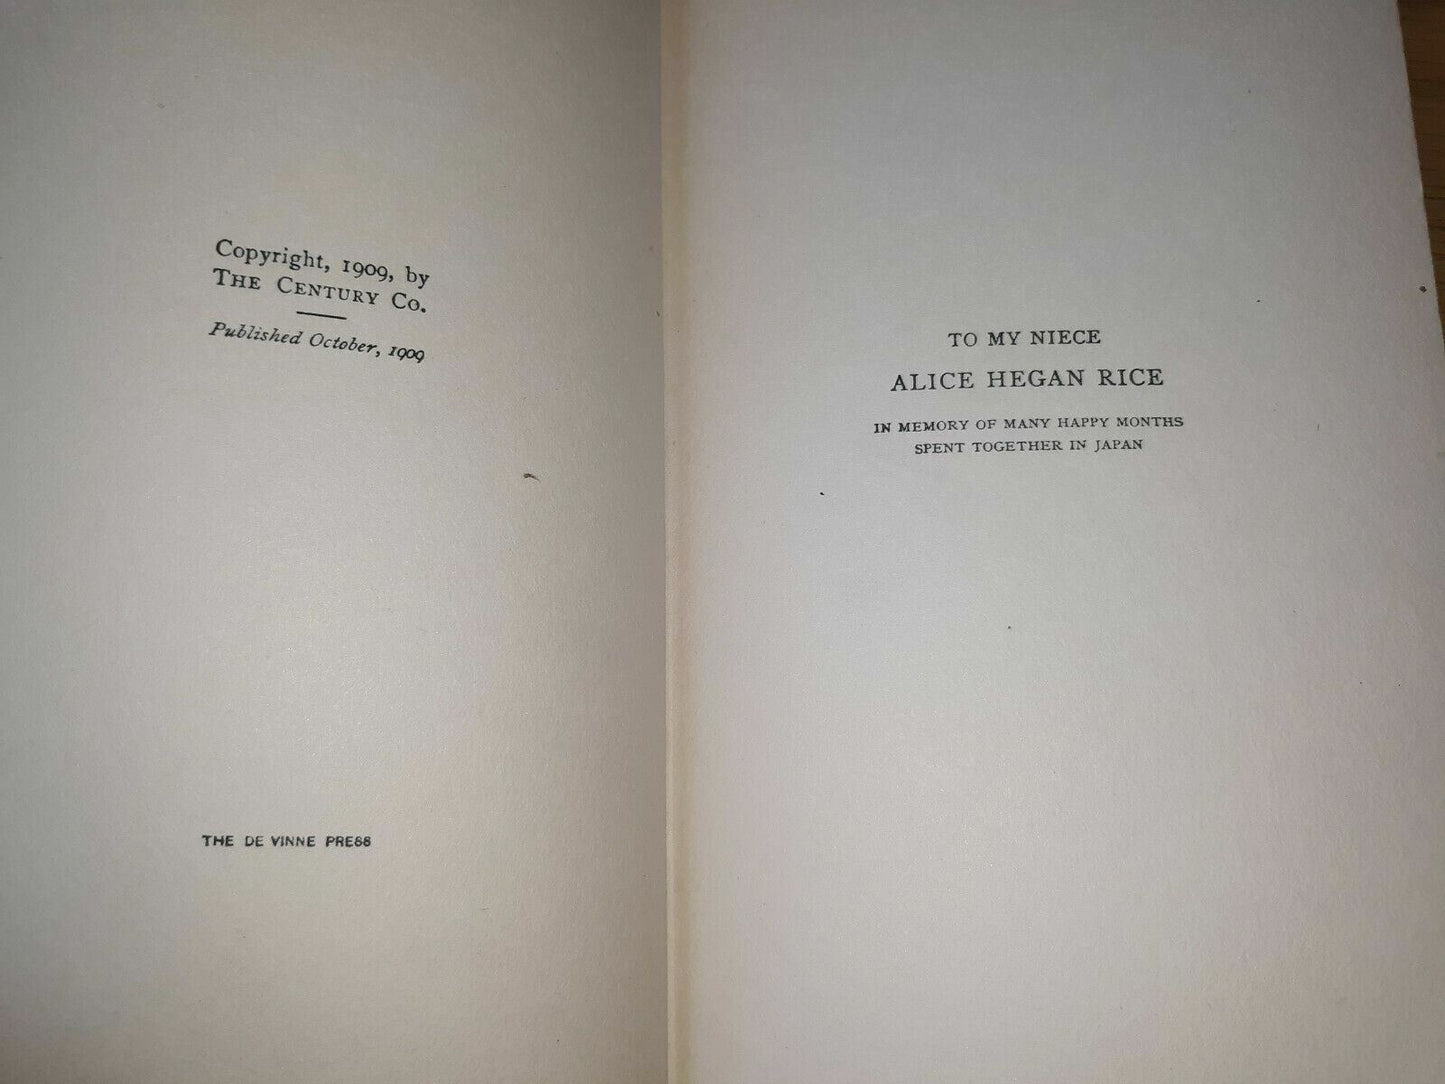 Copyright, 1909, by
THE CENTURY CO.
Published October, 1909
THE DE VINNE PRESS
TO MY NIECE
ALICE HEGAN RICE
IN MEMORY OF MANY HAPPY MONTHS
SPENT TOGETHER IN JAPAN